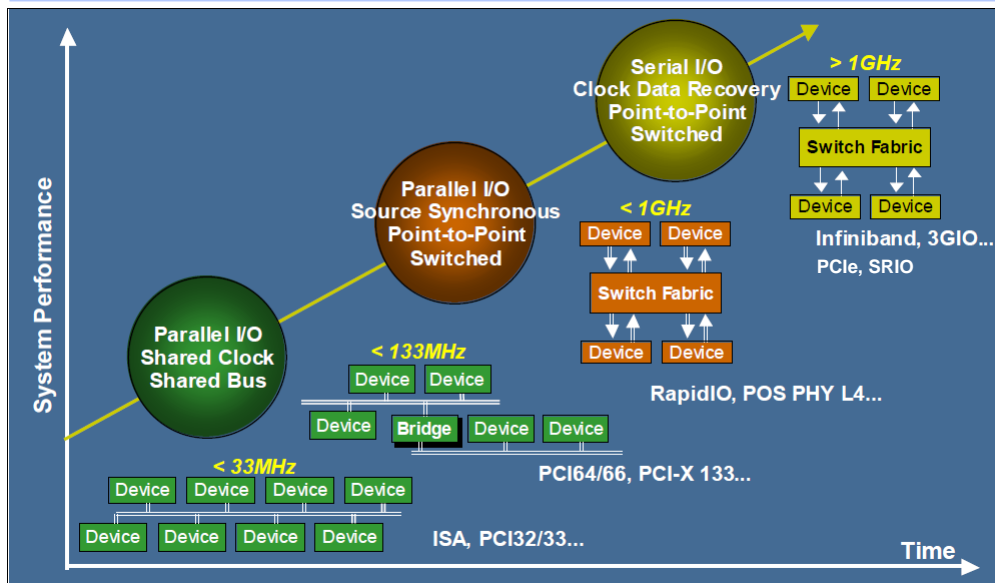 System Performance
Serial I/O
Clock Data Recovery
Point-to-Point
Switched
> 1GHz
Device
Device
Switch Fabric
Device
Device
Infiniband, 3GIO...
PCIe, SRIO
Parallel I/O
Source Synchronous
Point-to-Point
Switched
< 1GHz
Device
Device
Switch Fabric
Device
Device
RapidIO, POS PHY L4...
Parallel I/O
Shared Clock
Shared Bus
< 133MHz
Device
Device
Device
Bridge
Device
Device
PCI64/66, PCI-X 133...
< 33MHz
Device
Device
Device
Device
Device
Device
Device
Device
ISA, PCI32/33...
Time